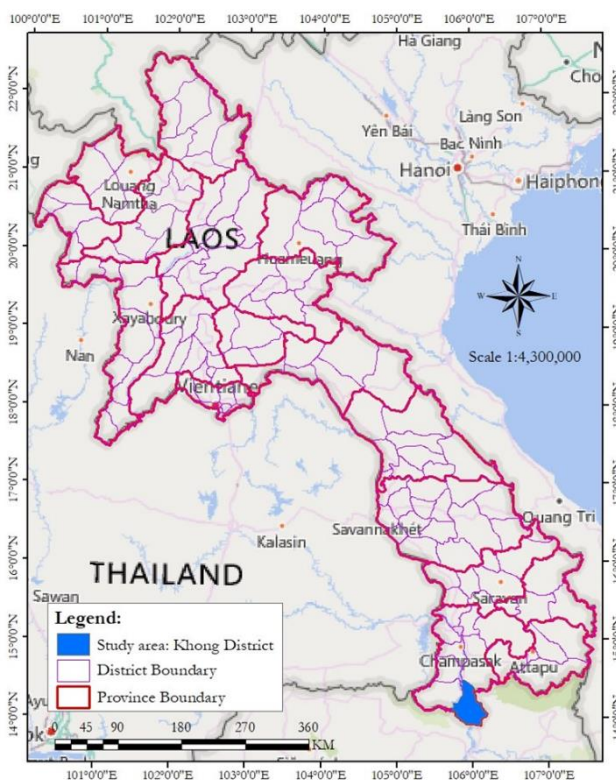 100°0'0"E 101°0'0"E 102°0'0"E 103°0'0"E 104°0'0"E 105°0'0"E 106°0'0"E 107°0'0"E
Hà Giang
22°0'0"N
Yên Bái
Làng Son
Bac Ninh
Hanoi
Haiphong
21°0'0"N
Louang
Namtha
Thái Bình
LAOS
20°0'0"N
Huameuang
N
W E
S
19°0'0"N
Xayaboury
Nan
Scale 1:4,300,000
Vientiane
18°0'0"N
17°0'0"N
Quang Tri
Savannakhét
Kalasin
16°0'0"N
THAILAND
Saravan
Sawan
Legend:
Study area: Khong District
District Boundary
Province Boundary
15°0'0"N
Champasak
Attapu
14°0'0"N
0 45 90 180 270 360
KM
101°0'0"E 102°0'0"E 103°0'0"E 104°0'0"E 105°0'0"E 106°0'0"E 107°0'0"E